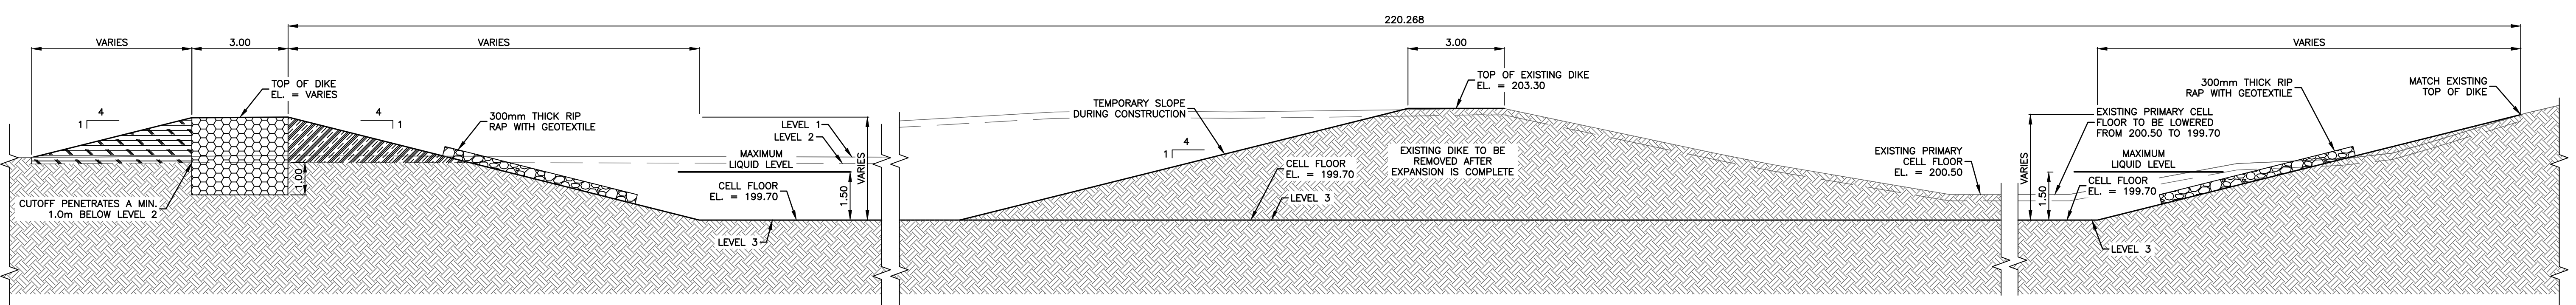 220.268
VARIES
3.00
VARIES
3.00
VARIES
TOP OF DIKE
EL. = VARIES
4
1
4
1
300mm THICK RIP
RAP WITH GEOTEXTILE
LEVEL 1
LEVEL 2
MAXIMUM
LIQUID LEVEL
VARIES
1.00
1.50
CUTOFF PENETRATES A MIN.
1.0m BELOW LEVEL 2
CELL FLOOR
EL. = 199.70
LEVEL 3
TEMPORARY SLOPE
DURING CONSTRUCTION
4
1
TOP OF EXISTING DIKE
EL. = 203.30
EXISTING DIKE TO BE
REMOVED AFTER
EXPANSION IS COMPLETE
CELL FLOOR
EL. = 199.70
LEVEL 3
EXISTING PRIMARY
CELL FLOOR
EL. = 200.50
300mm THICK RIP
RAP WITH GEOTEXTILE
MATCH EXISTING
TOP OF DIKE
EXISTING PRIMARY CELL
FLOOR TO BE LOWERED
FROM 200.50 TO 199.70
VARIES
MAXIMUM
LIQUID LEVEL
1.50
CELL FLOOR
EL. = 199.70
LEVEL 3